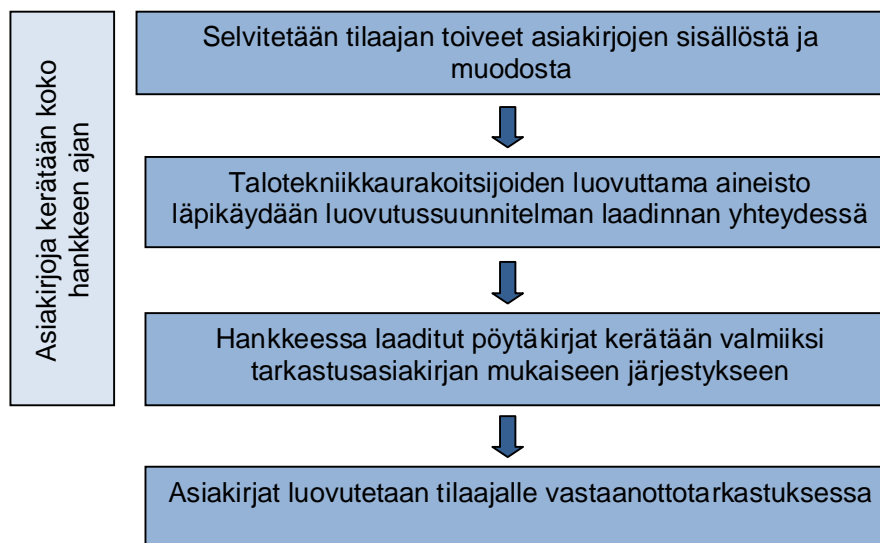 Asiakirjoja kerätään koko
hankkeen ajan
Selvitetään tilaajan toiveet asiakirjojen sisällöstä ja
muodosta
Talotekniikkaurakoitsijoiden luovuttama aineisto
läpikäydään luovutussuunnitelman laadinnan yhteydessä
Hankkeessa laaditut pöytäkirjat kerätään valmiiksi
tarkastusasiakirjan mukaiseen järjestykseen
Asiakirjat luovutetaan tilaajalle vastaanottotarkastuksessa